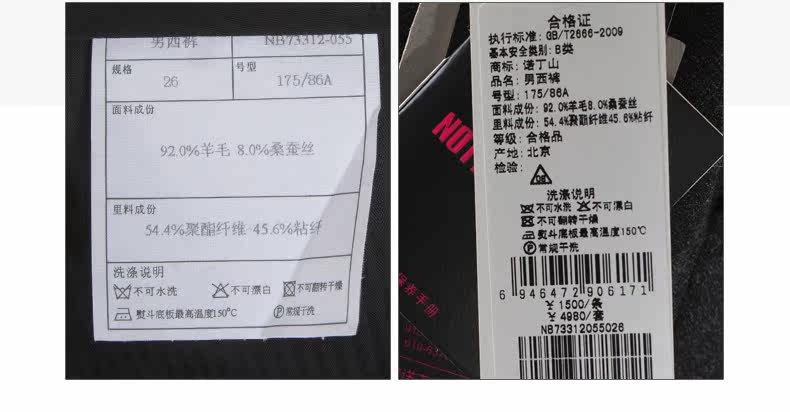 男西裤 NB73312-055
规格 26 号型 175/86A
面料成份
92.0%羊毛 8.0%桑蚕丝
里料成份
54.4%聚酯纤维 45.6%粘纤
洗涤说明
不可水洗 不可漂白 不可翻转干燥
熨斗底板最高温度150°C 常规干洗
合格证
执行标准: GB/T2666-2009
基本安全类别: B类
商标: 诺丁山
品名: 男西裤
号型: 175/86A
面料成份: 92.0%羊毛8.0%桑蚕丝
里料成份: 54.4%聚酯纤维45.6%粘纤
等级: 合格品
产地: 北京
检验:
洗涤说明
不可水洗 不可漂白
不可翻转干燥
熨斗底板最高温度150℃
常规干洗
6 946472 906171
¥ 1500/条
¥ 4980/套
NB73312055026
NOT
保养手册